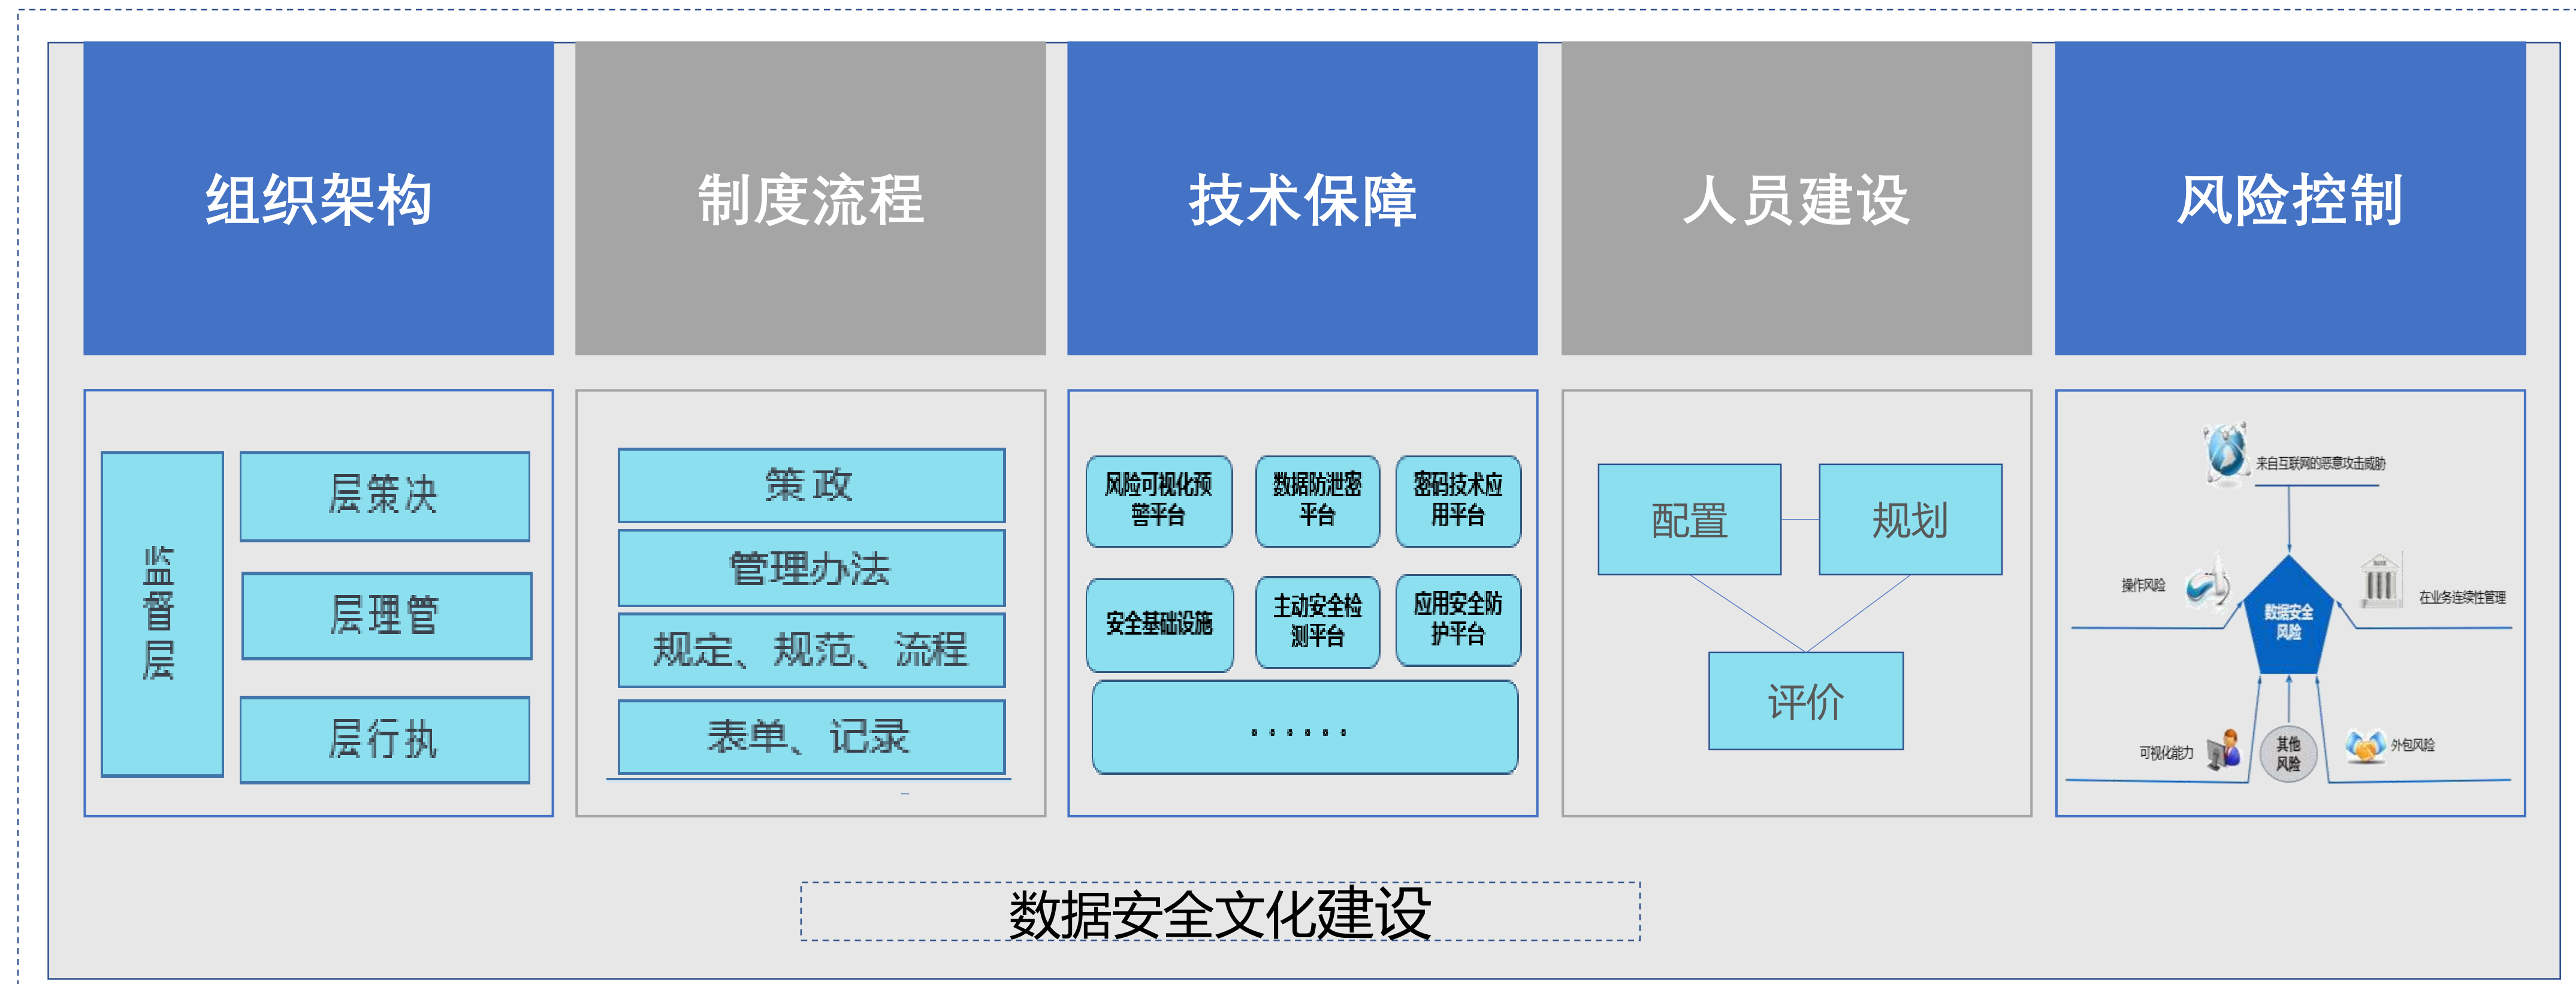 组织架构
制度流程
技术保障
人员建设
风险控制
监
督
层
层策决
层理管
层行执
策 政
管理办法
规定、规范、流程
表单、记录
风险可视化预
警平台
数据防泄密
平台
密码技术应
用平台
安全基础设施
主动安全检
测平台
应用安全防
护平台
······
配置
规划
评价
来自互联网的恶意攻击威胁
操作风险
在业务连续性管理
数据安全
风险
可视化能力
其他
风险
外包风险
数据安全文化建设